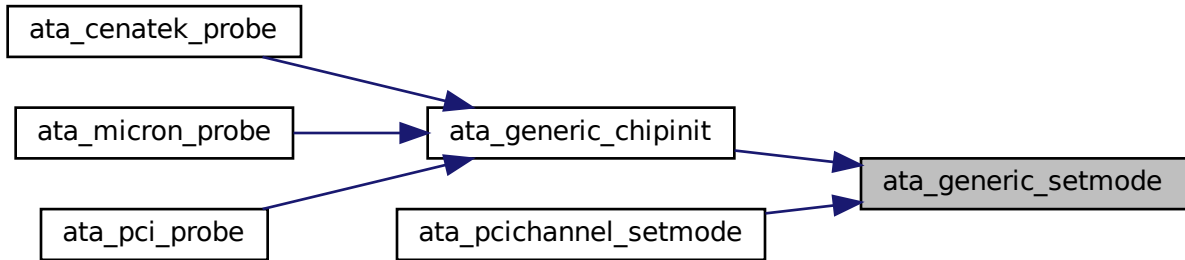 ata_cenatek_probe
ata_micron_probe
ata_generic_chipinit
ata_generic_setmode
ata_pci_probe
ata_pcichannel_setmode